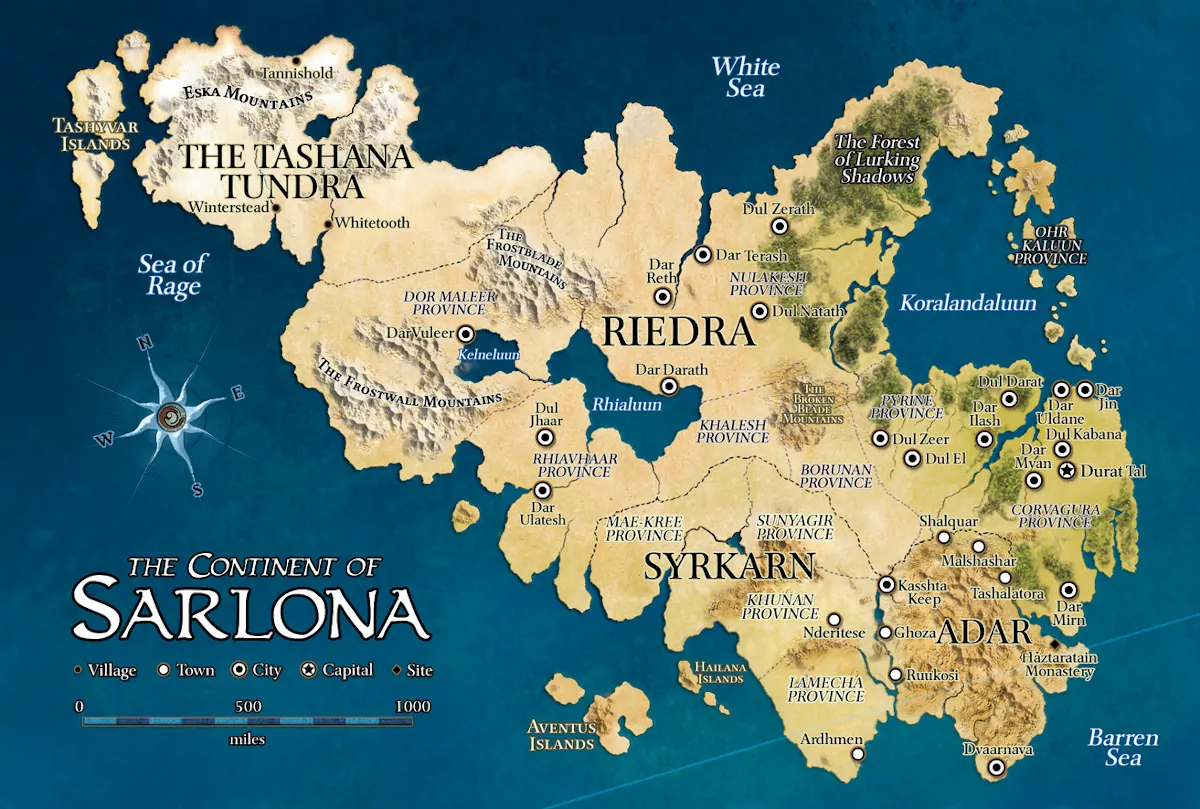 White
Sea
Tannishold
ESKA MOUNTAINS
TASHYVAR
ISLANDS
THE TASHANA
TUNDRA
The Forest
of Lurking
Shadows
Winterstead
Whitetooth
Dul Zerath
Sea of
Rage
THE
FROSTBLADE
MOUNTAINS
Dar Terash
OHR
KALUUN
PROVINCE
Dar
Reth
NULAKESH
PROVINCE
DOR MALEER
PROVINCE
Koralandaluun
Dul Natath
RIEDRA
Dar Vuleer
Kelneluun
N
E
W
S
THE FROSTWALL MOUNTAINS
Dar Darath
Rhialuun
THE
BROKEN
BLADE
MOUNTAINS
Dul Darat
Dar
Jin
Dar
Uldane
PYRINE
PROVINCE
Dar
Ilash
Dul
Jhaar
KHALESH
PROVINCE
Dul Zeer
Dul El
Dul Kabana
Dar
Mvan
Durat Tal
RHIAVHAAR
PROVINCE
BORUNAN
PROVINCE
Dar
Ulatesh
MAE-KREE
PROVINCE
SUNYAGIR
PROVINCE
CORVAGURA
PROVINCE
Shalquar
Malshashar
SYRKARN
Kasshta
Keep
Tashalatora
THE CONTINENT OF
SARLONA
KHUNAN
PROVINCE
Dar
Mirn
Nderitese
Ghoza
ADAR
Haztaratain
Monastery
Village
Town
City
Capital
Site
HAILANA
ISLANDS
LAMECHA
PROVINCE
Ruukosi
0
500
1000
miles
AVENTUS
ISLANDS
Ardhmen
Dvaarnava
Barren
Sea